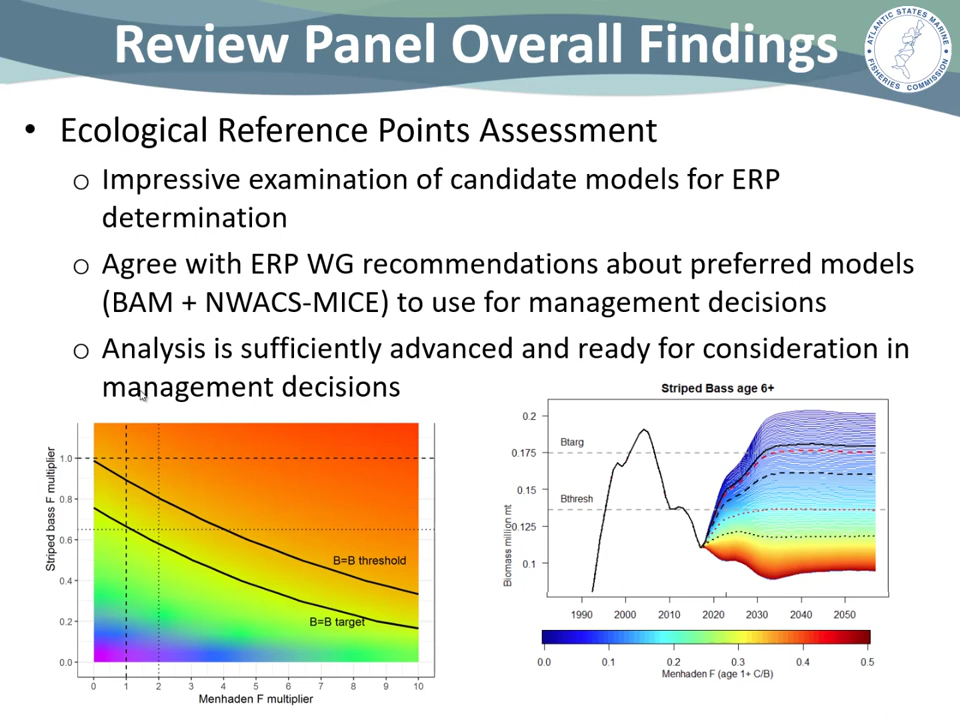 Review Panel Overall Findings
ATLANTIC STATES MARINE
FISHERIES COMMISSION
• Ecological Reference Points Assessment
o Impressive examination of candidate models for ERP
determination
o Agree with ERP WG recommendations about preferred models
(BAM + NWACS-MICE) to use for management decisions
o Analysis is sufficiently advanced and ready for consideration in
management decisions
Striped bass F multiplier
1.0
0.8
0.6
0.4
0.2
0.0
B=B threshold
B=B target
0 1 2 3 4 5 6 7 8 9 10
Menhaden F multiplier
Striped Bass age 6+
Biomass million mt
0.2
0.175
0.15
0.125
0.1
Btarg
Bthresh
1990 2000 2010 2020 2030 2040 2050
0.0 0.1 0.2 0.3 0.4 0.5
Menhaden F (age 1+ C/B)